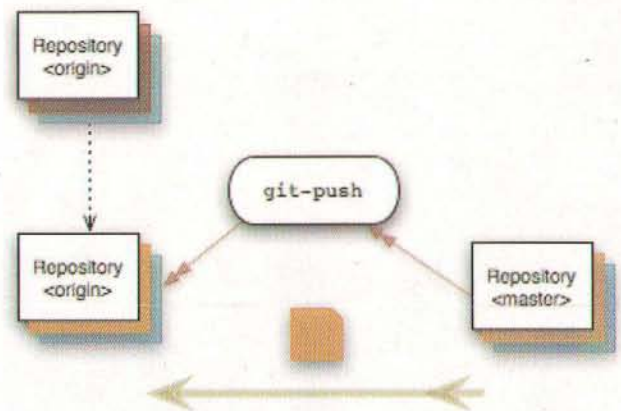 Repository
<origin>
git-push
Repository
<origin>
Repository
<master>